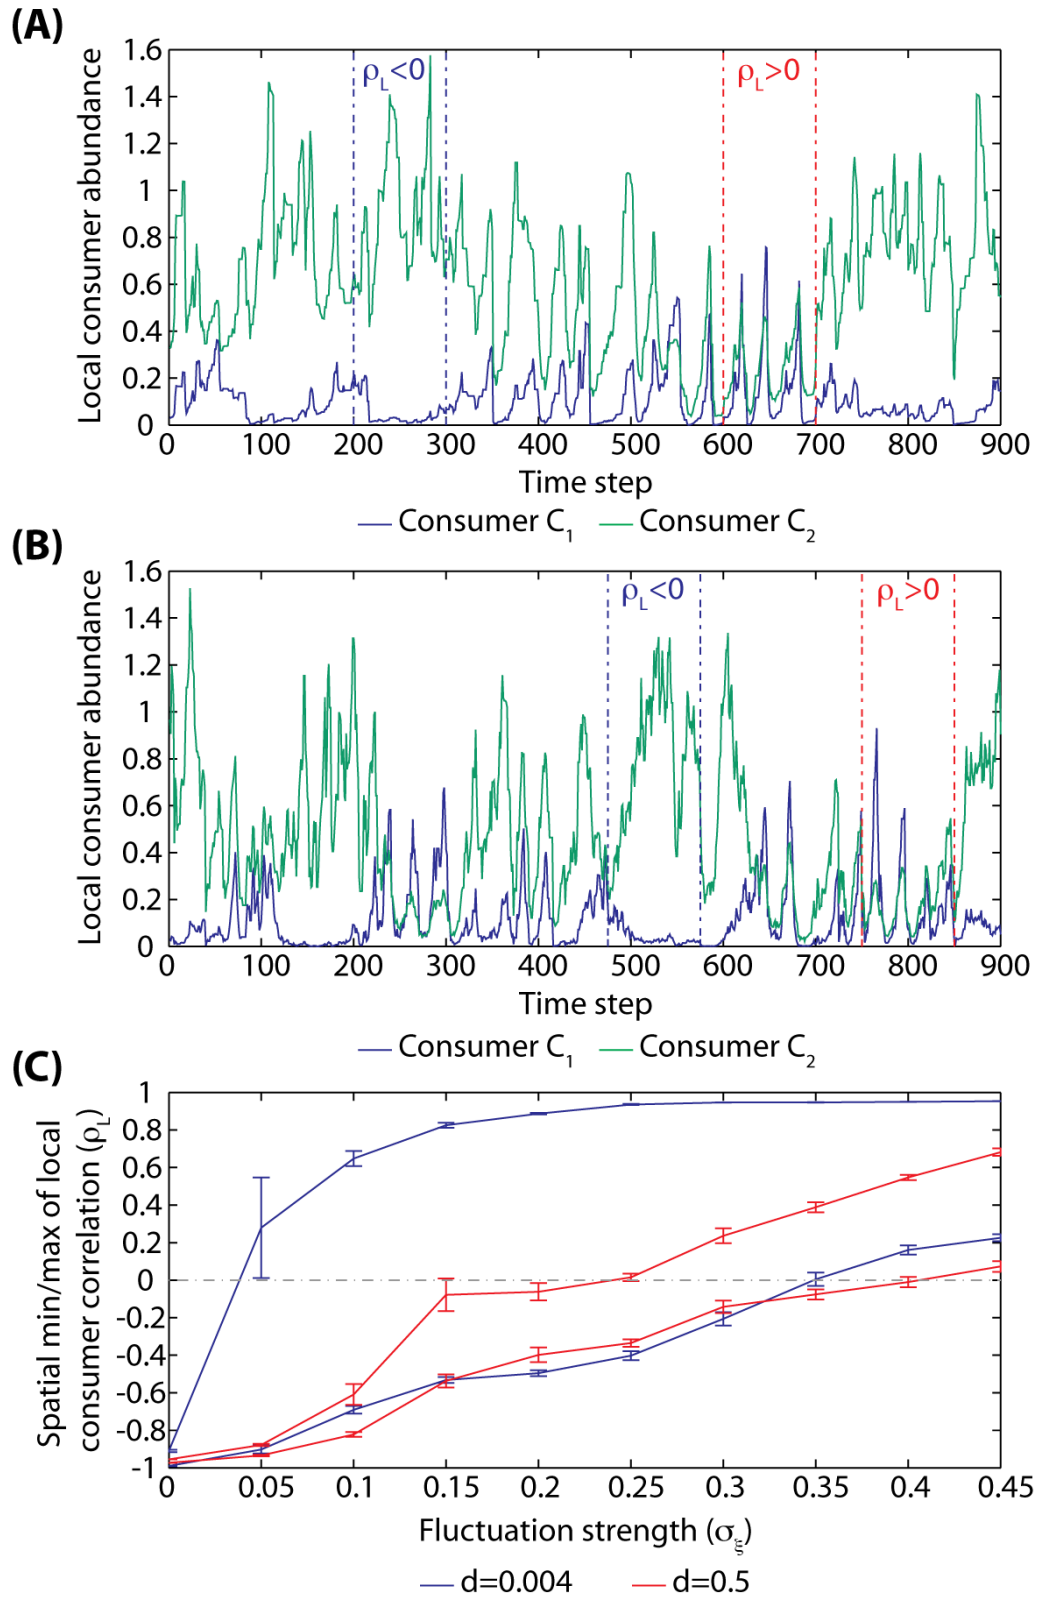 (A)
Local consumer abundance
1.6
1.4
1.2
1
0.8
0.6
0.4
0.2
0
ρL<0
ρL>0
0 100 200 300 400 500 600 700 800 900
Time step
Consumer C1 Consumer C2
(B)
Local consumer abundance
1.6
1.4
1.2
1
0.8
0.6
0.4
0.2
0
ρL<0
ρL>0
0 100 200 300 400 500 600 700 800 900
Time step
Consumer C1 Consumer C2
(C)
Spatial min/max of local
consumer correlation (ρL)
1
0.8
0.6
0.4
0.2
0
-0.2
-0.4
-0.6
-0.8
-1
0 0.05 0.1 0.15 0.2 0.25 0.3 0.35 0.4 0.45
Fluctuation strength (σξ)
d=0.004 d=0.5